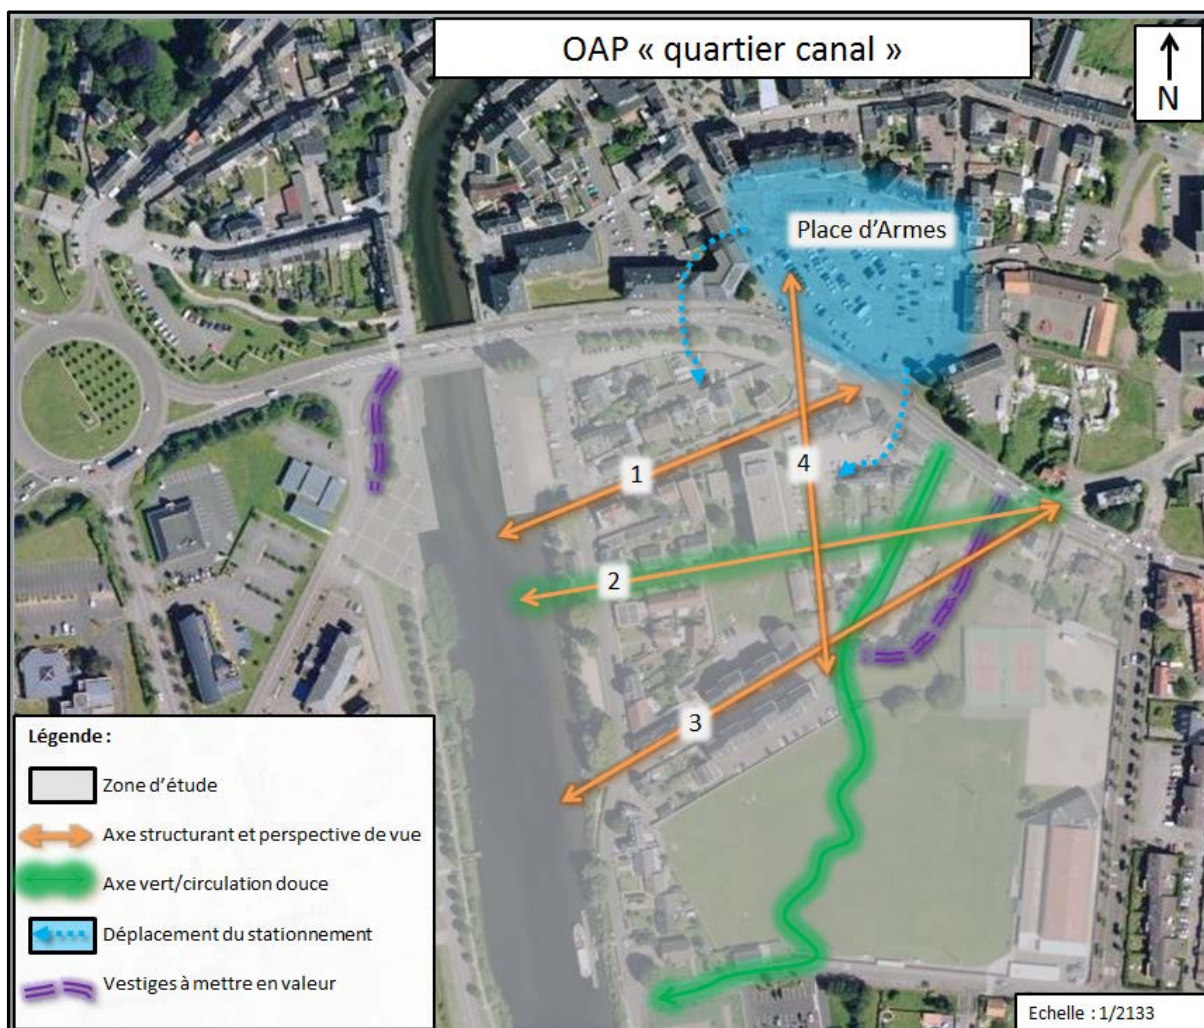 OAP « quartier canal »
N
Place d’Armes
1
4
2
3
Légende :
Zone d’étude
Axe structurant et perspective de vue
Axe vert/circulation douce
Déplacement du stationnement
Vestiges à mettre en valeur
Echelle : 1/2133